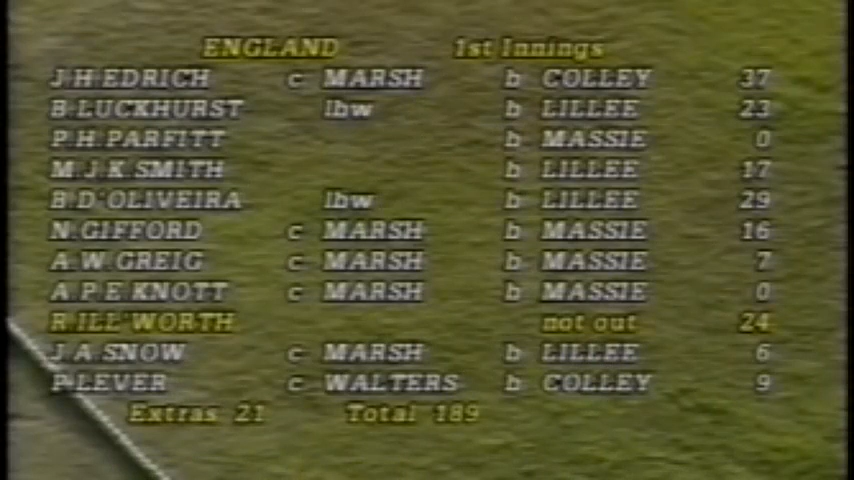 ENGLAND 1st Innings
J.H.EDRICH c MARSH b COLLEY 37
B.LUCKHURST lbw b LILLEE 23
P.H.PARFITT b MASSIE 0
M.J.K.SMITH b LILLEE 17
B.D'OLIVEIRA lbw b LILLEE 29
N.GIFFORD c MARSH b MASSIE 16
A.W.GREIG c MARSH b MASSIE 7
A.P.E.KNOTT c MARSH b MASSIE 0
R.ILL'WORTH not out 24
J.A.SNOW c MARSH b LILLEE 6
P.LEVER c WALTERS b COLLEY 9
Extras 21 Total 189